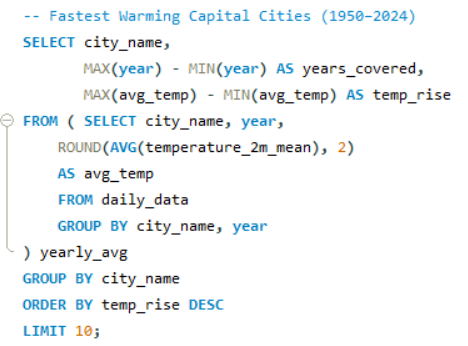 -- Fastest Warming Capital Cities (1950–2024)
SELECT city_name,
MAX(year) - MIN(year) AS years_covered,
MAX(avg_temp) - MIN(avg_temp) AS temp_rise
FROM ( SELECT city_name, year,
ROUND(AVG(temperature_2m_mean), 2)
AS avg_temp
FROM daily_data
GROUP BY city_name, year
) yearly_avg
GROUP BY city_name
ORDER BY temp_rise DESC
LIMIT 10;